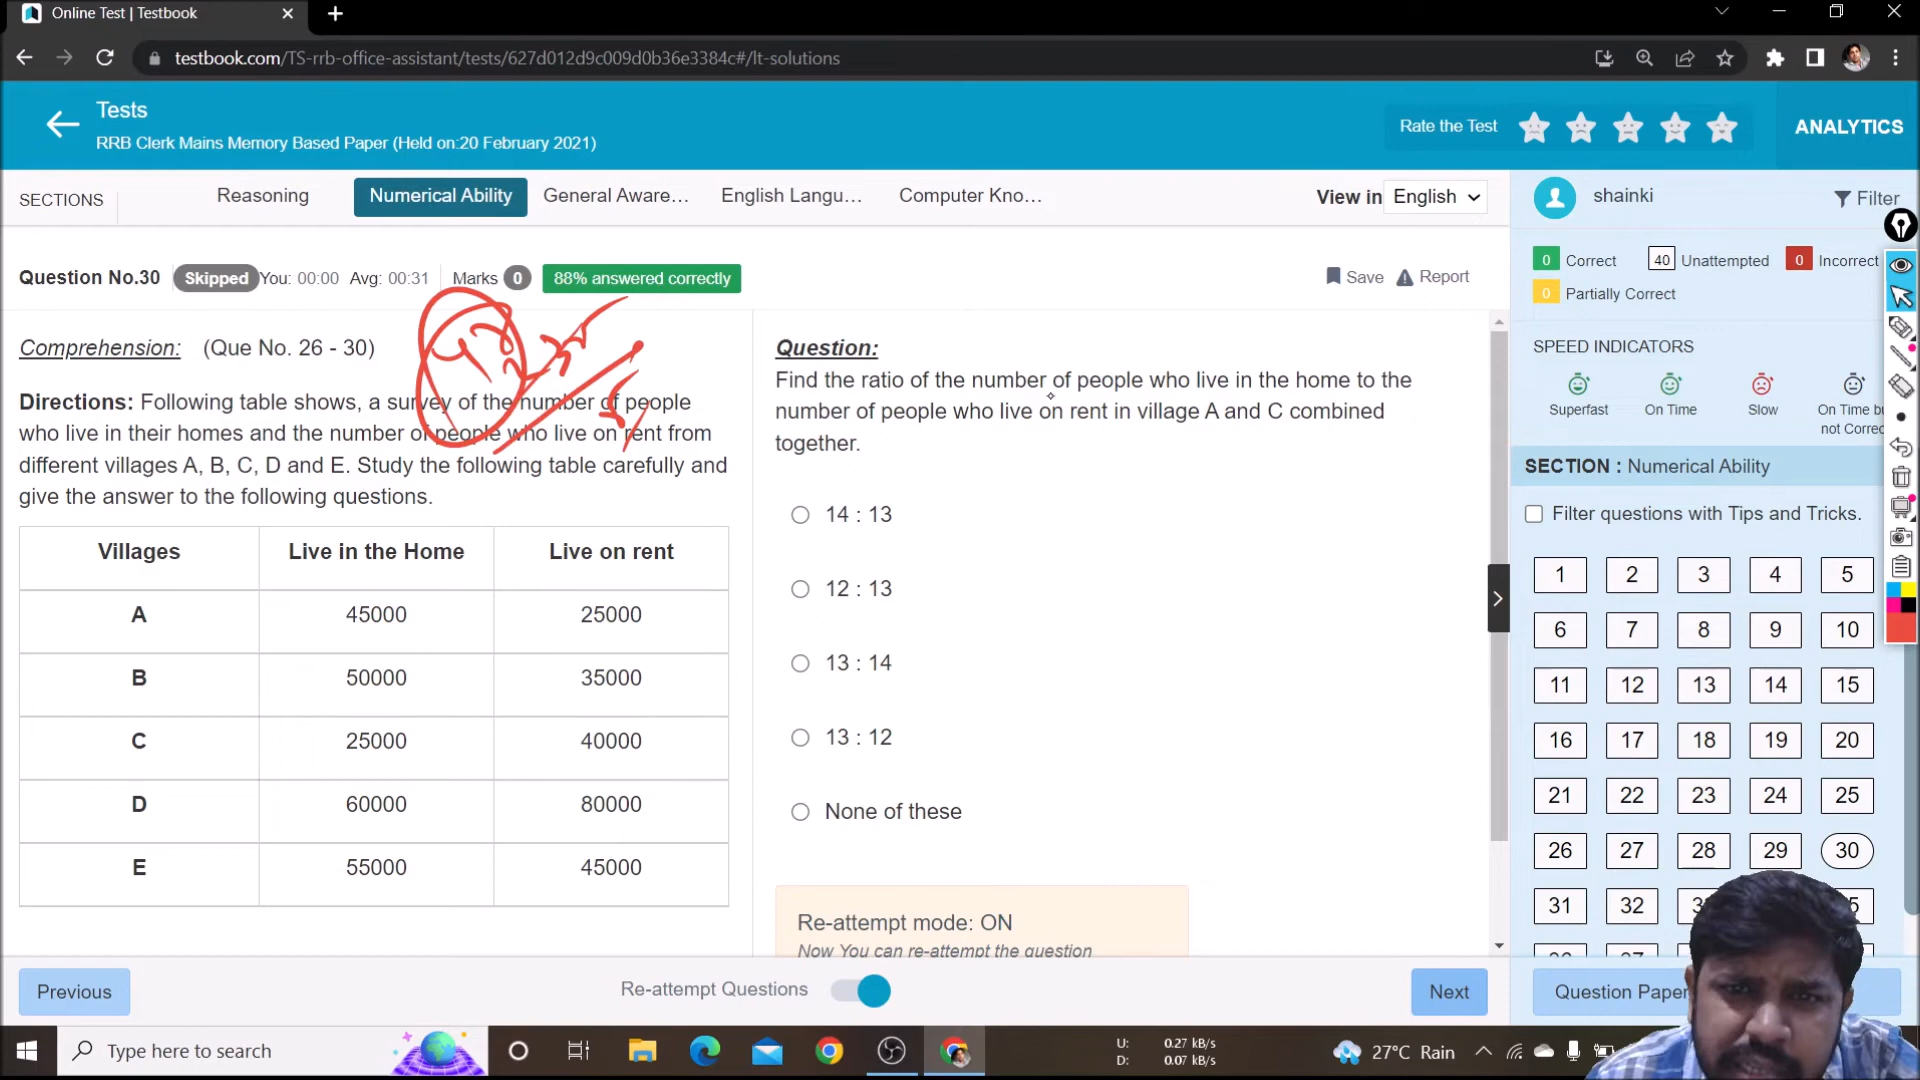 Online Test | Testbook
testbook.com/TS-rrb-office-assistant/tests/627d012d9c009d0b36e3384c#/lt-solutions
Tests
RRB Clerk Mains Memory Based Paper (Held on:20 February 2021)
Rate the Test
ANALYTICS
SECTIONS
Reasoning
Numerical Ability
General Aware...
English Langu...
Computer Kno...
View in
English
shainki
Filter
Question No.30
Skipped
You: 00:00
Avg: 00:31
Marks 0
88% answered correctly
Save
Report
0 Correct
40 Unattempted
0 Incorrect
0 Partially Correct
Comprehension: (Que No. 26 - 30)
Directions: Following table shows, a survey of the number of people
who live in their homes and the number of people who live on rent from
different villages A, B, C, D and E. Study the following table carefully and
give the answer to the following questions.
Villages Live in the Home Live on rent
A 45000 25000
B 50000 35000
C 25000 40000
D 60000 80000
E 55000 45000
Question:
Find the ratio of the number of people who live in the home to the
number of people who live on rent in village A and C combined
together.
14 : 13
12 : 13
13 : 14
13 : 12
None of these
Re-attempt mode: ON
Now You can re-attempt the question
SPEED INDICATORS
Superfast
On Time
Slow
On Time bu
not Correc
SECTION : Numerical Ability
Filter questions with Tips and Tricks.
1 2 3 4 5
6 7 8 9 10
11 12 13 14 15
16 17 18 19 20
21 22 23 24 25
26 27 28 29 30
31 32
Previous
Re-attempt Questions
Next
Question Paper
Type here to search
U: 0.27 kB/s
D: 0.07 kB/s
27°C Rain